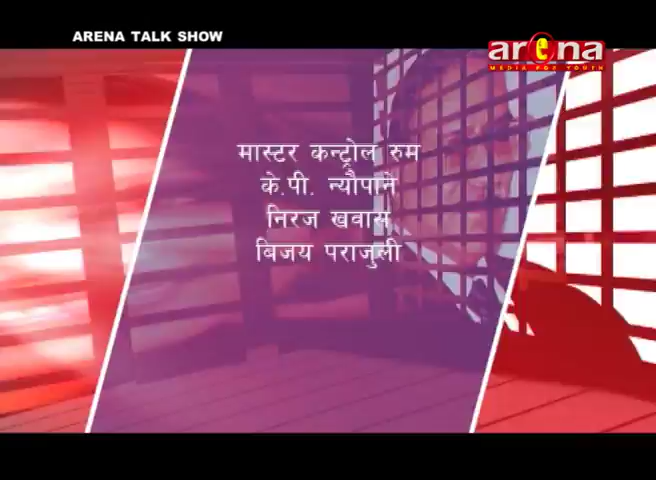 ARENA TALK SHOW
arena
MEDIA FOR YOUTH
मास्टर कन्ट्रोल रुम
के.पी. न्यौपाने
निरज खवास
बिजय पराजुली